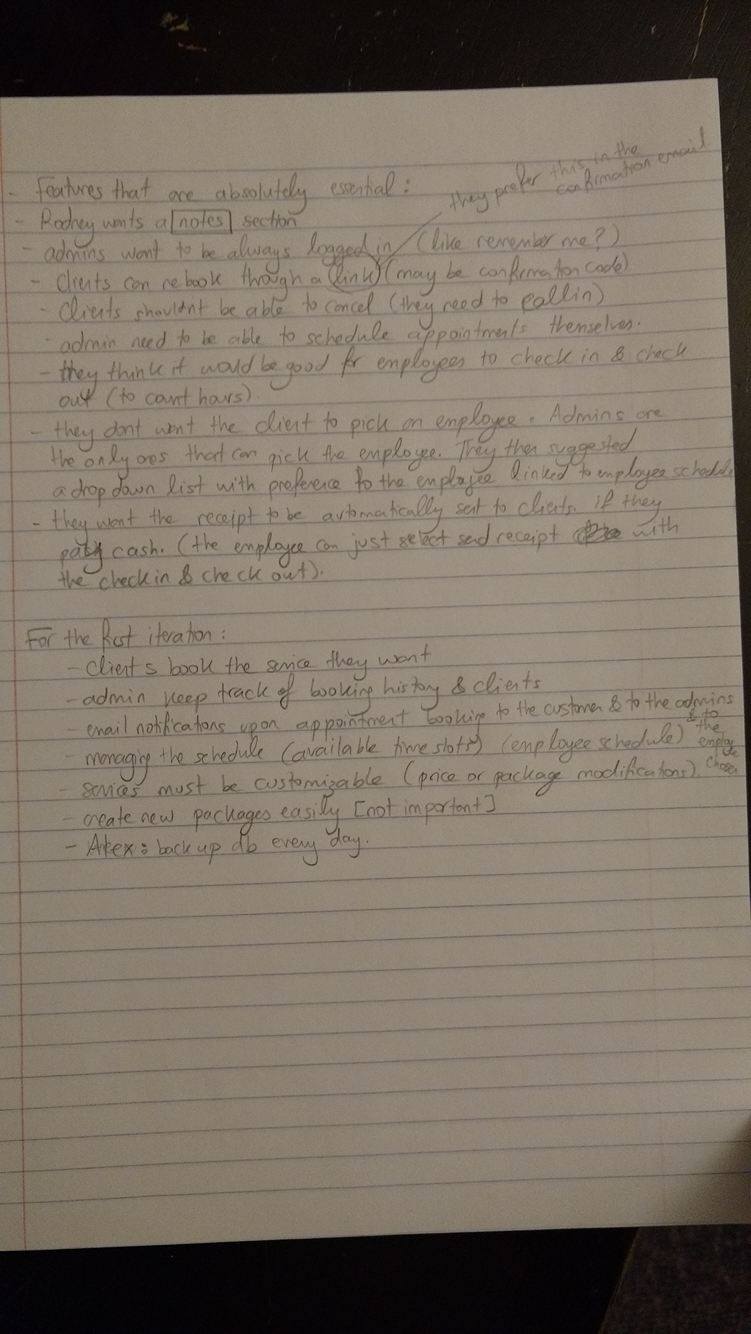 they prefer this in the
confirmation email
- Features that are absolutely essential:
- Rodney wants a notes section
- admins want to be always logged in (like remember me?)
- Clients can rebook though a link (may be confirmation code)
- Clients shouldnt be able to cancel (they need to callin)
- admin need to be able to schedule appointments themselves.
- they think it would be good for employees to check in & check
out (to count hours)
- they dont want the client to pick an employee. Admins are
the only ones that can pick the employee. They then suggested
a drop down list with preference to the employee linked to employee schedule
- they want the receipt to be automatically sent to clients if they
pay cash. (the employee can just select send receipt with
the check in & check out).
For the first iteration:
- Clients book the service they want
- admin keep track of booking history & clients
- email notifications upon appointment booking to the customer & to the admins
& to
the
employee
chosen
- managing the schedule (available time slots) (employee schedule)
- services must be customizable (price or package modifications)
- create new packages easily [not important]
- Alex: back up db every day.